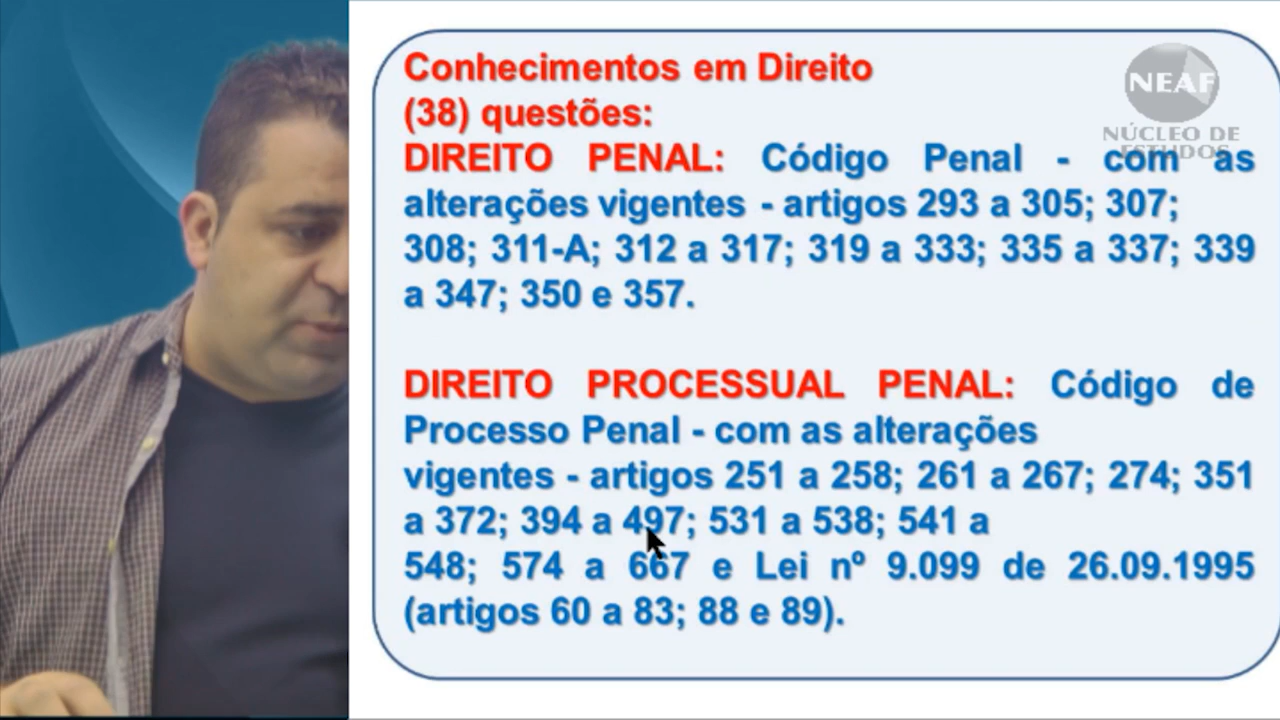 Conhecimentos em Direito
(38) questões:
DIREITO PENAL: Código Penal - com as
alterações vigentes - artigos 293 a 305; 307;
308; 311-A; 312 a 317; 319 a 333; 335 a 337; 339
a 347; 350 e 357.
DIREITO PROCESSUAL PENAL: Código de
Processo Penal - com as alterações
vigentes - artigos 251 a 258; 261 a 267; 274; 351
a 372; 394 a 497; 531 a 538; 541 a
548; 574 a 667 e Lei nº 9.099 de 26.09.1995
(artigos 60 a 83; 88 e 89).
NEAF
NÚCLEO DE
ESTUDOS